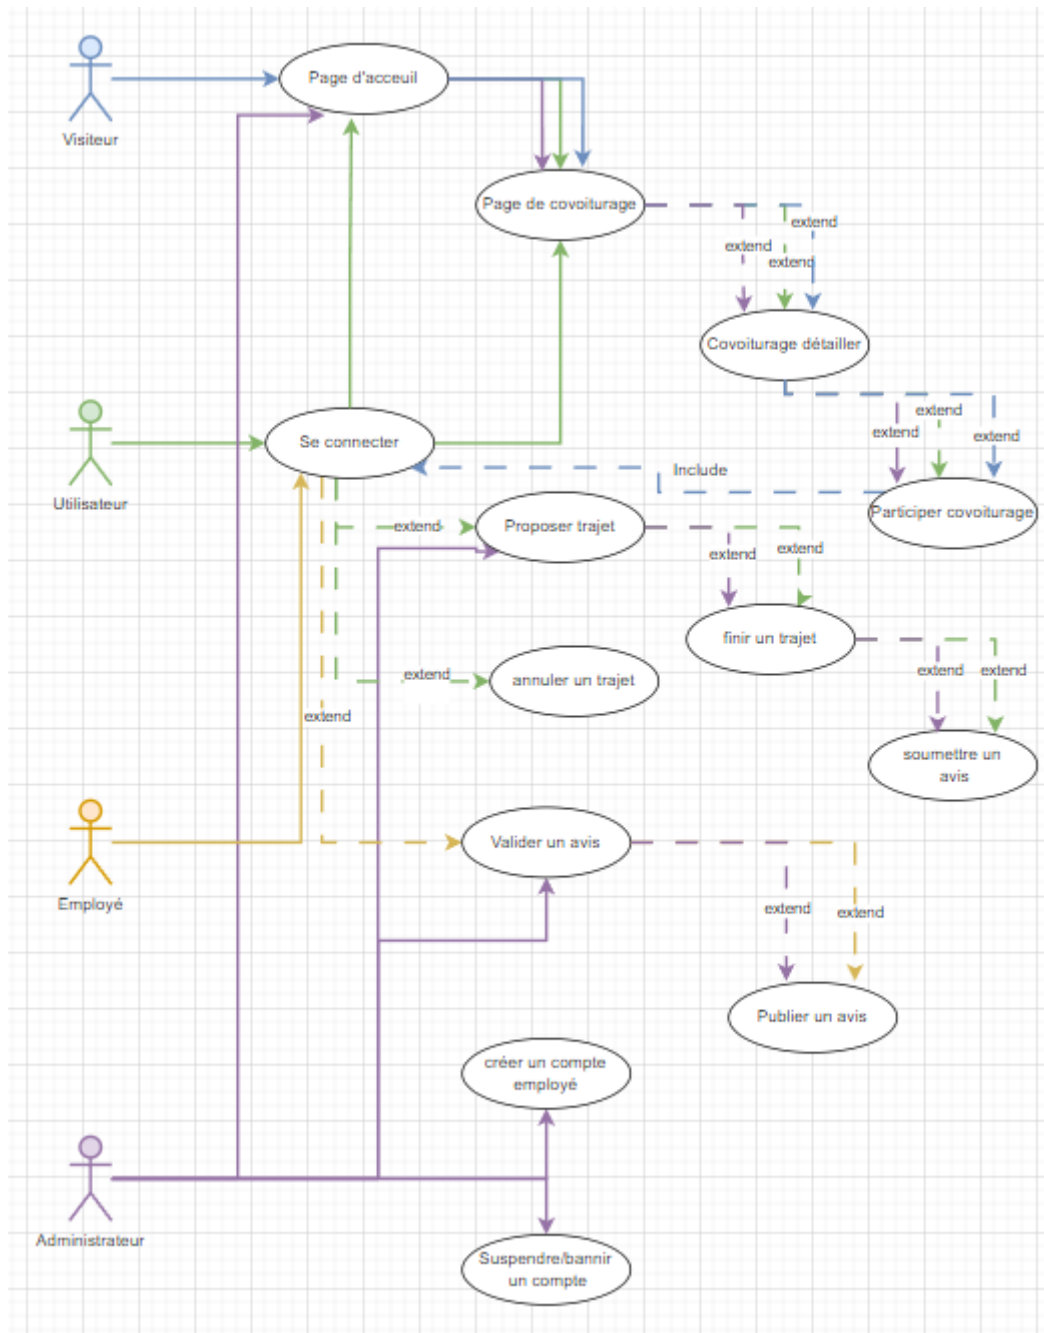 Page d'acceuil
Visiteur
Page de covoiturage
extend
extend
extend
Covoiturage détailler
extend
extend
extend
Utilisateur
Se connecter
Include
Participer covoiturage
extend
Proposer trajet
extend
extend
finir un trajet
extend
annuler un trajet
extend
extend
extend
soumettre un
avis
Valider un avis
Employé
extend
extend
Publier un avis
créer un compte
employé
Administrateur
Suspendre/bannir
un compte